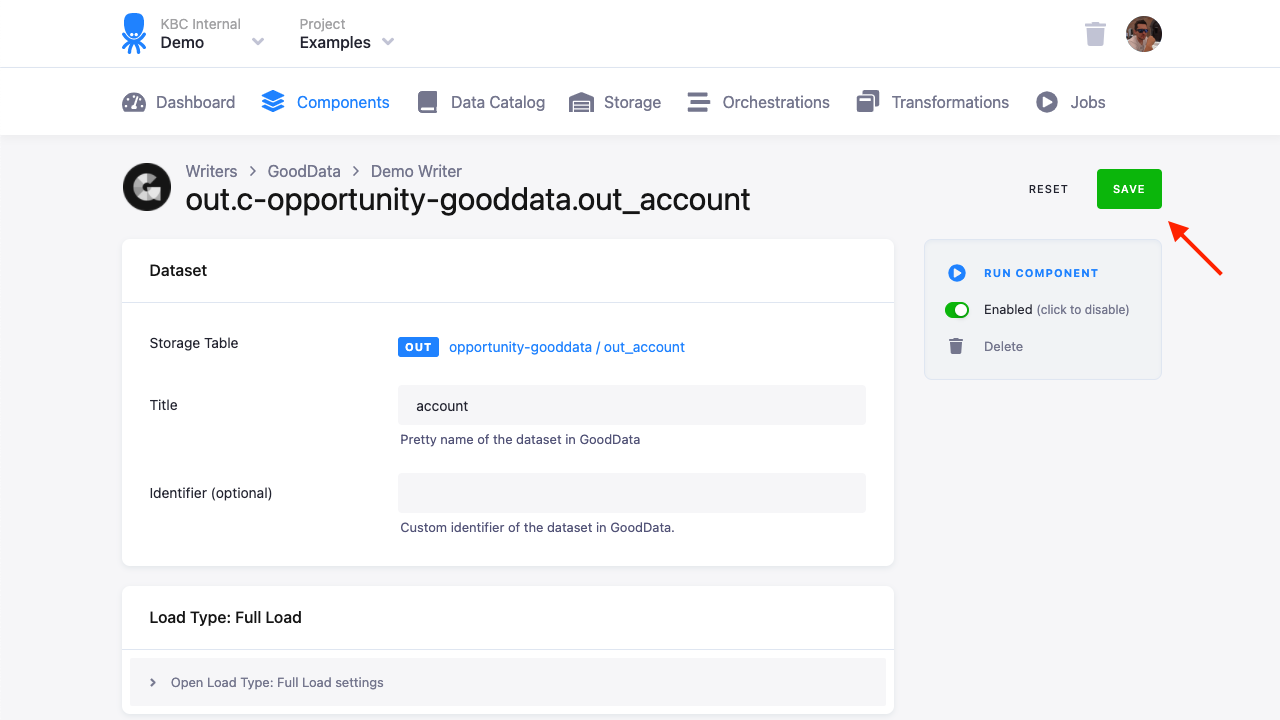 KBC Internal
Demo
Project
Examples
Dashboard
Components
Data Catalog
Storage
Orchestrations
Transformations
Jobs
Writers > GoodData > Demo Writer
out.c-opportunity-gooddata.out_account
RESET
SAVE
Dataset
Storage Table
OUT opportunity-gooddata / out_account
Title
account
Pretty name of the dataset in GoodData
Identifier (optional)
Custom identifier of the dataset in GoodData.
RUN COMPONENT
Enabled (click to disable)
Delete
Load Type: Full Load
Open Load Type: Full Load settings